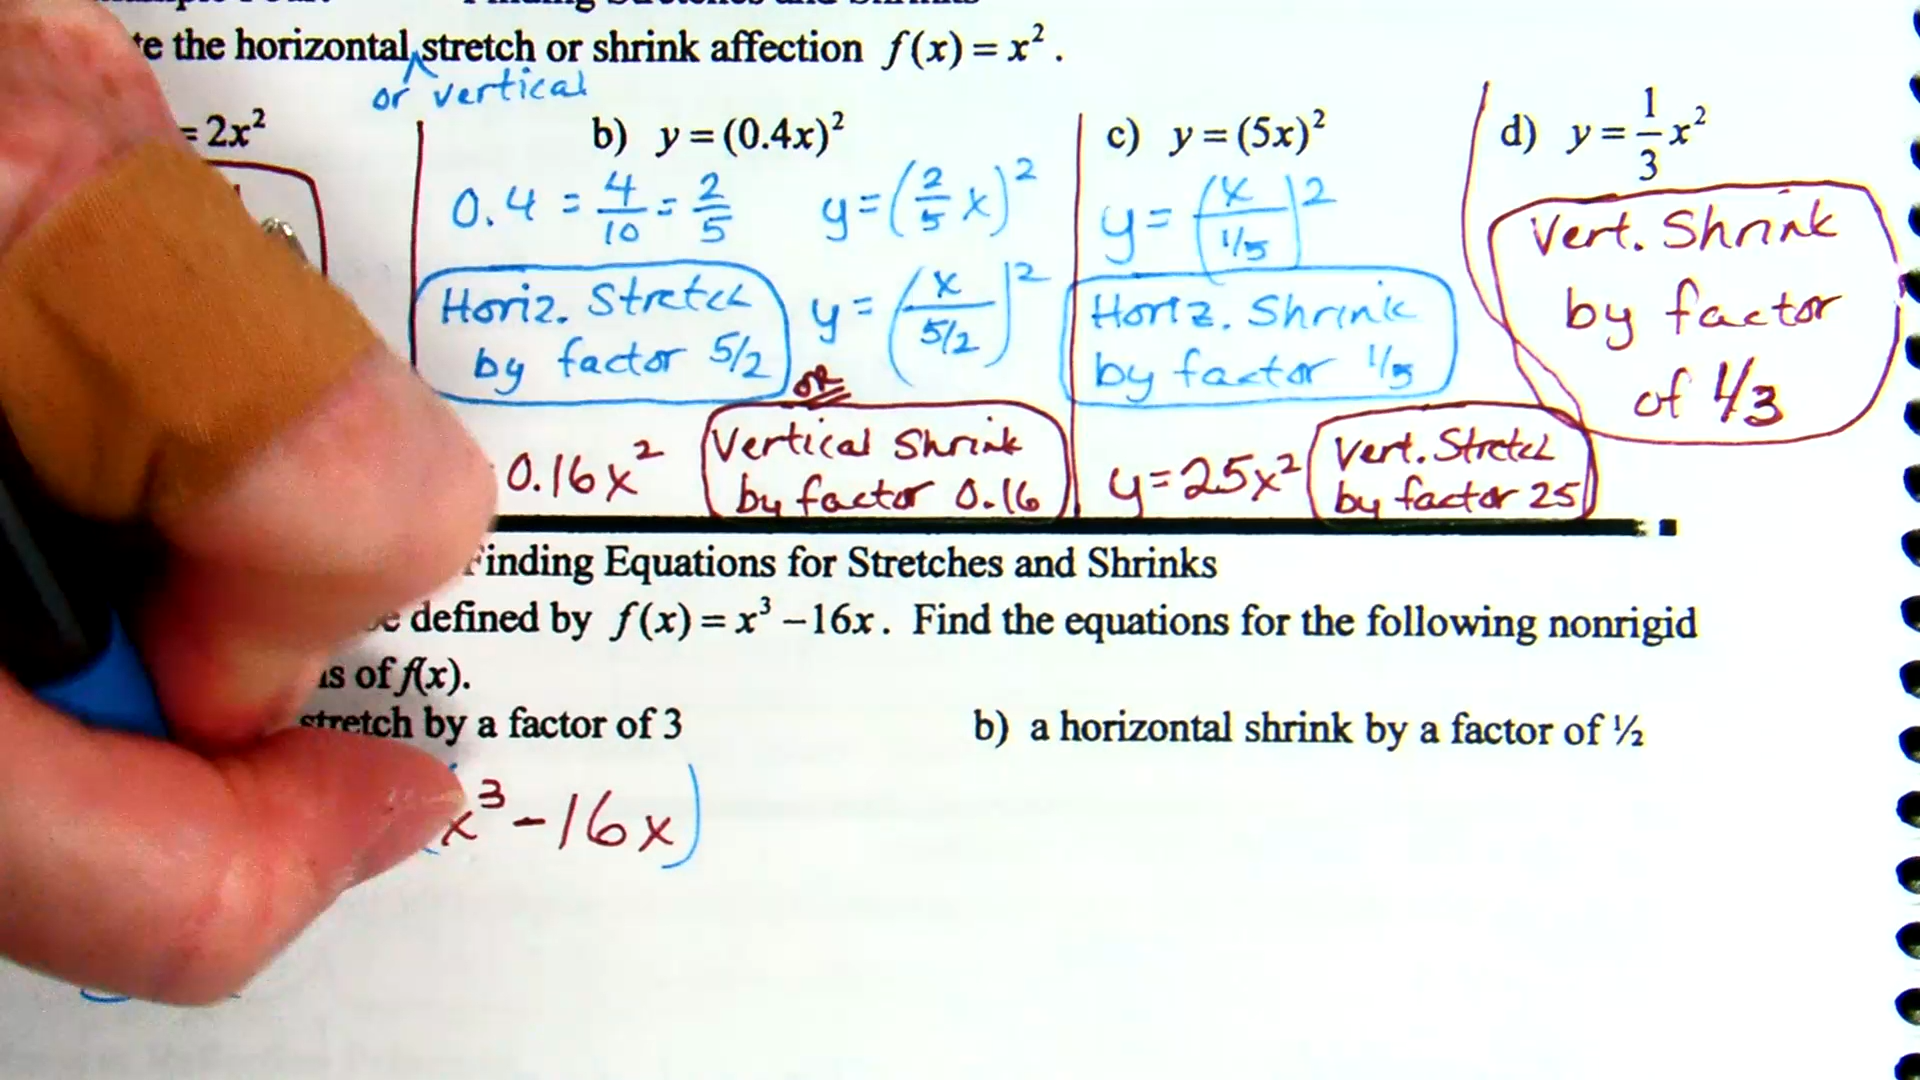 the horizontal stretch or shrink affection f(x) = x² .
or vertical
= 2x²
b) y = (0.4x)²
c) y = (5x)²
d) y = 1/3 x²
0.4 = 4/10 = 2/5 y = (2/5 x)²
y = (x/(5/2))²
Horiz. Stretch
by factor 5/2
OR
0.16x²
Vertical Shrink
by factor 0.16
y = (x/(1/5))²
Horiz. Shrink
by factor 1/5
y = 25x²
Vert. Stretch
by factor 25
Vert. Shrink
by factor
of 1/3
Finding Equations for Stretches and Shrinks
defined by f(x) = x³ – 16x . Find the equations for the following nonrigid
of f(x).
stretch by a factor of 3
b) a horizontal shrink by a factor of ½
x³ - 16x)